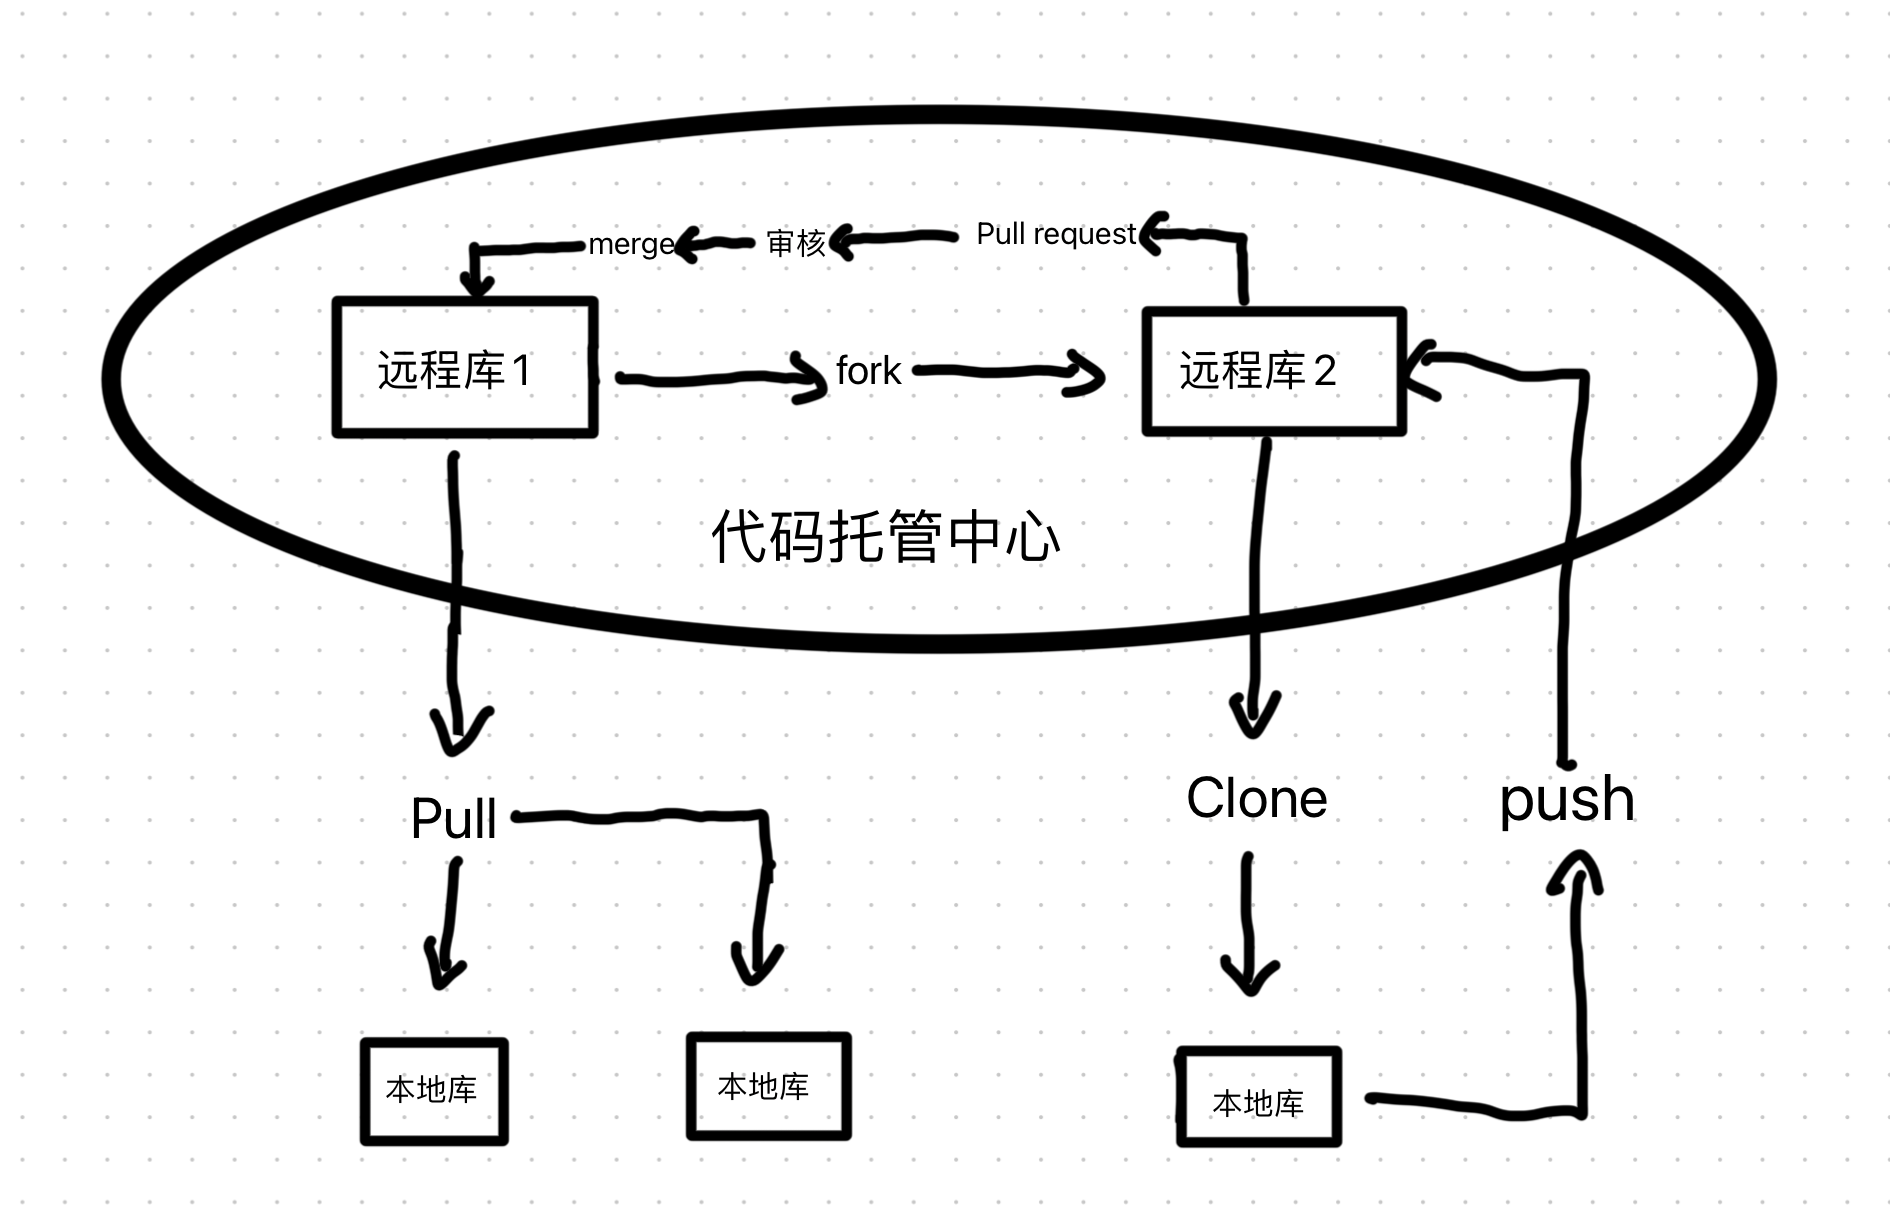 merge
审核
Pull request
远程库1
fork
远程库2
代码托管中心
Pull
Clone
push
本地库
本地库
本地库